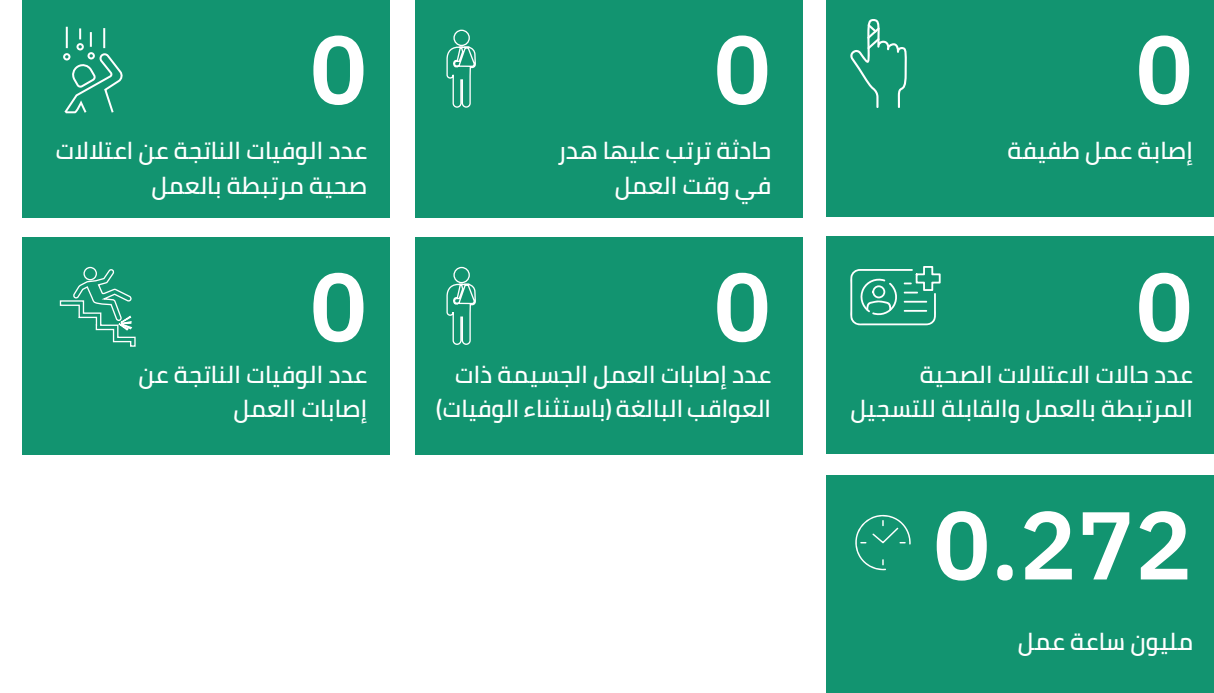 0
إصابة عمل طفيفة
0
حادثة ترتب عليها هدر
في وقت العمل
0
عدد الوفيات الناتجة عن اعتلالات
صحية مرتبطة بالعمل
0
عدد حالات الاعتلالات الصحية
المرتبطة بالعمل والقابلة للتسجيل
0
عدد إصابات العمل الجسيمة ذات
العواقب البالغة (باستثناء الوفيات)
0
عدد الوفيات الناتجة عن
إصابات العمل
0.272
مليون ساعة عمل